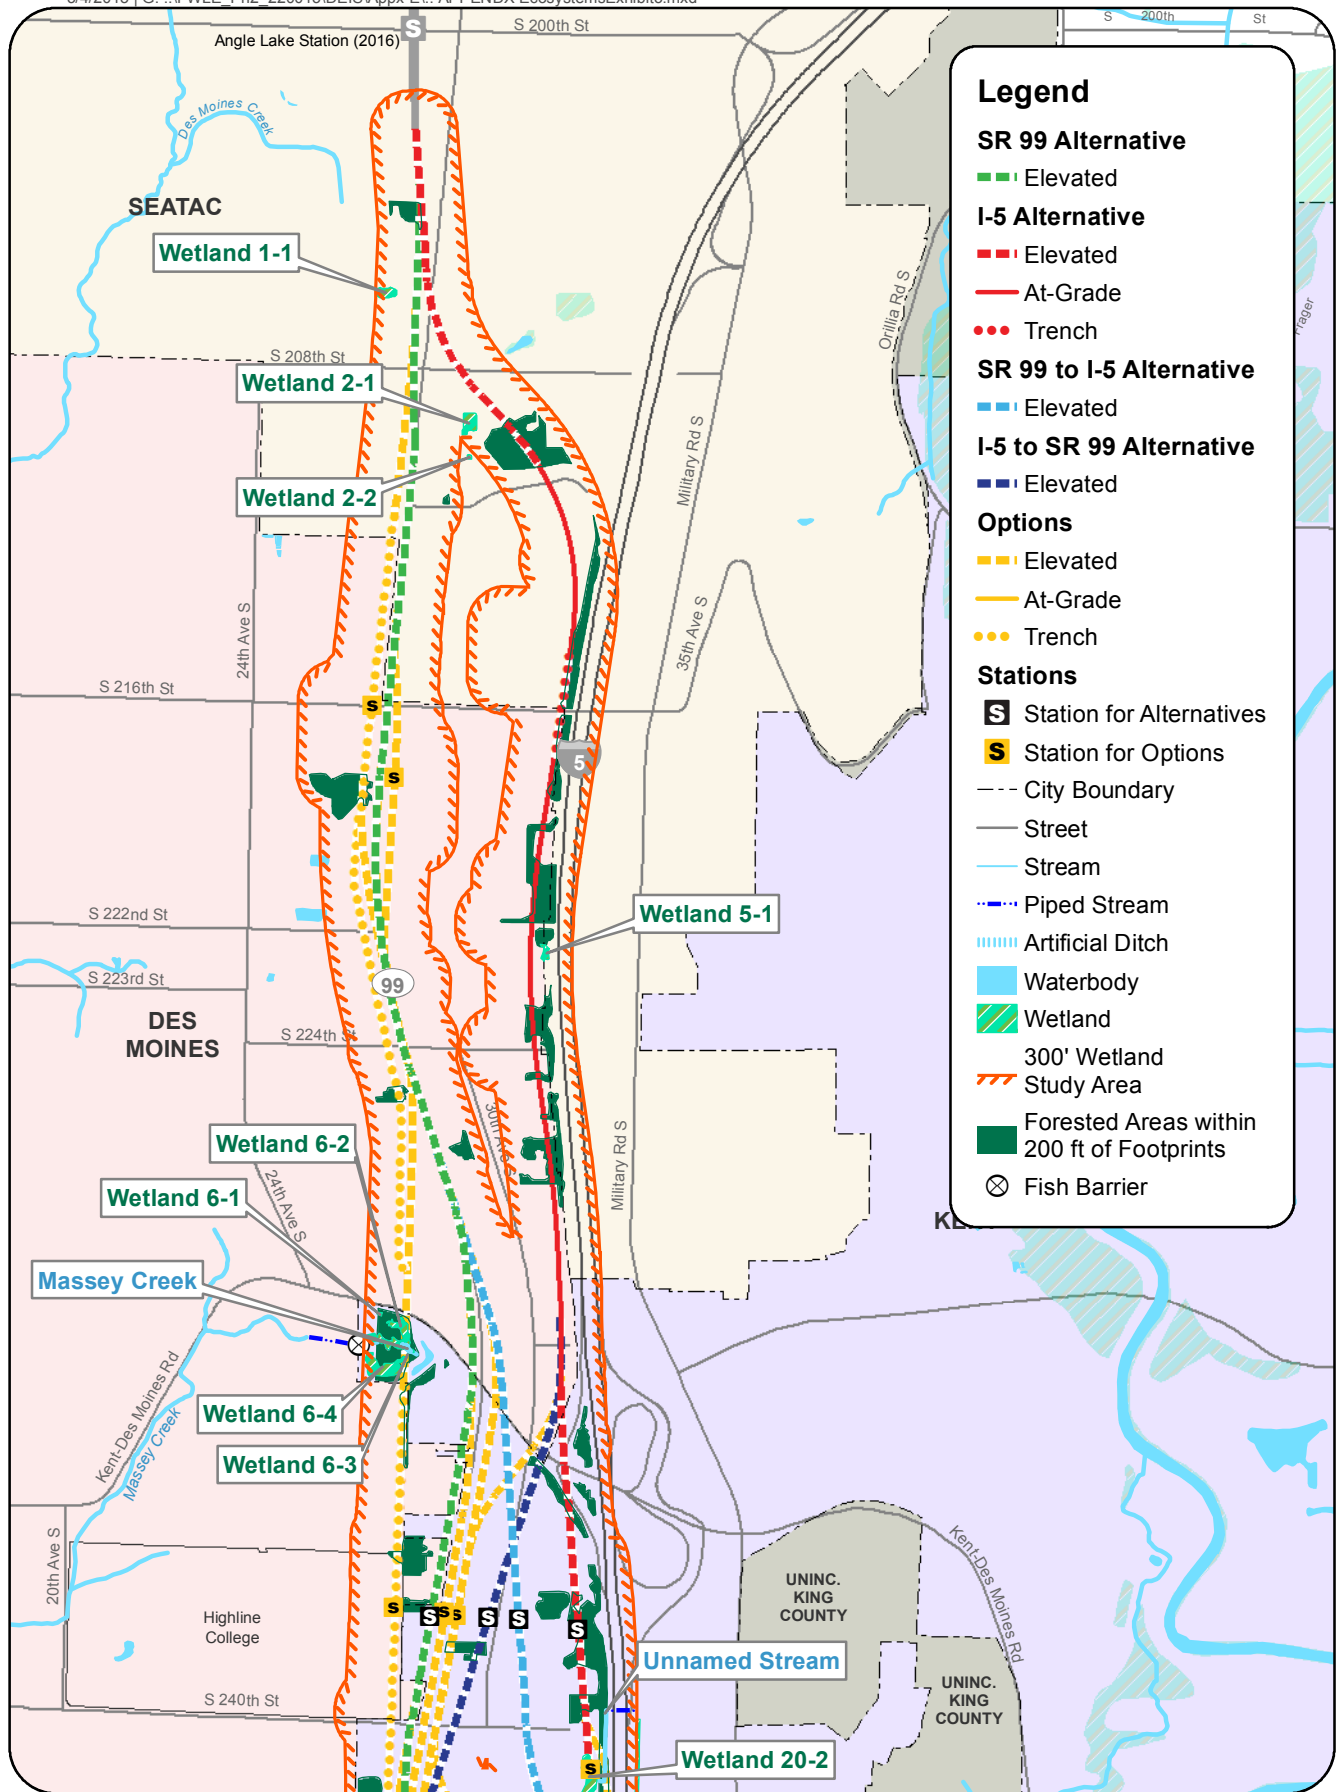 S 200th St
Angle Lake Station (2016)
S
S 200th St
Des Moines Creek
SEATAC
Wetland 1-1
S 208th St
Wetland 2-1
Wetland 2-2
Military Rd S
Orillia Rd S
Frager
24th Ave S
35th Ave S
S 216th St
S
S
5
S 222nd St
Wetland 5-1
S 223rd St
99
DES
MOINES
S 224th St
30th Ave S
Wetland 6-2
Military Rd S
Wetland 6-1
24th Ave S
Massey Creek
Kent-Des Moines Rd
Massey Creek
Wetland 6-4
Wetland 6-3
20th Ave S
Highline
College
S
S
S
S
S
S
S
Kent-Des Moines Rd
UNINC.
KING
COUNTY
Unnamed Stream
UNINC.
KING
COUNTY
S 240th St
Wetland 20-2
S
Legend
SR 99 Alternative
Elevated
I-5 Alternative
Elevated
At-Grade
Trench
SR 99 to I-5 Alternative
Elevated
I-5 to SR 99 Alternative
Elevated
Options
Elevated
At-Grade
Trench
Stations
S Station for Alternatives
S Station for Options
City Boundary
Street
Stream
Piped Stream
Artificial Ditch
Waterbody
Wetland
300' Wetland
Study Area
Forested Areas within
200 ft of Footprints
Fish Barrier